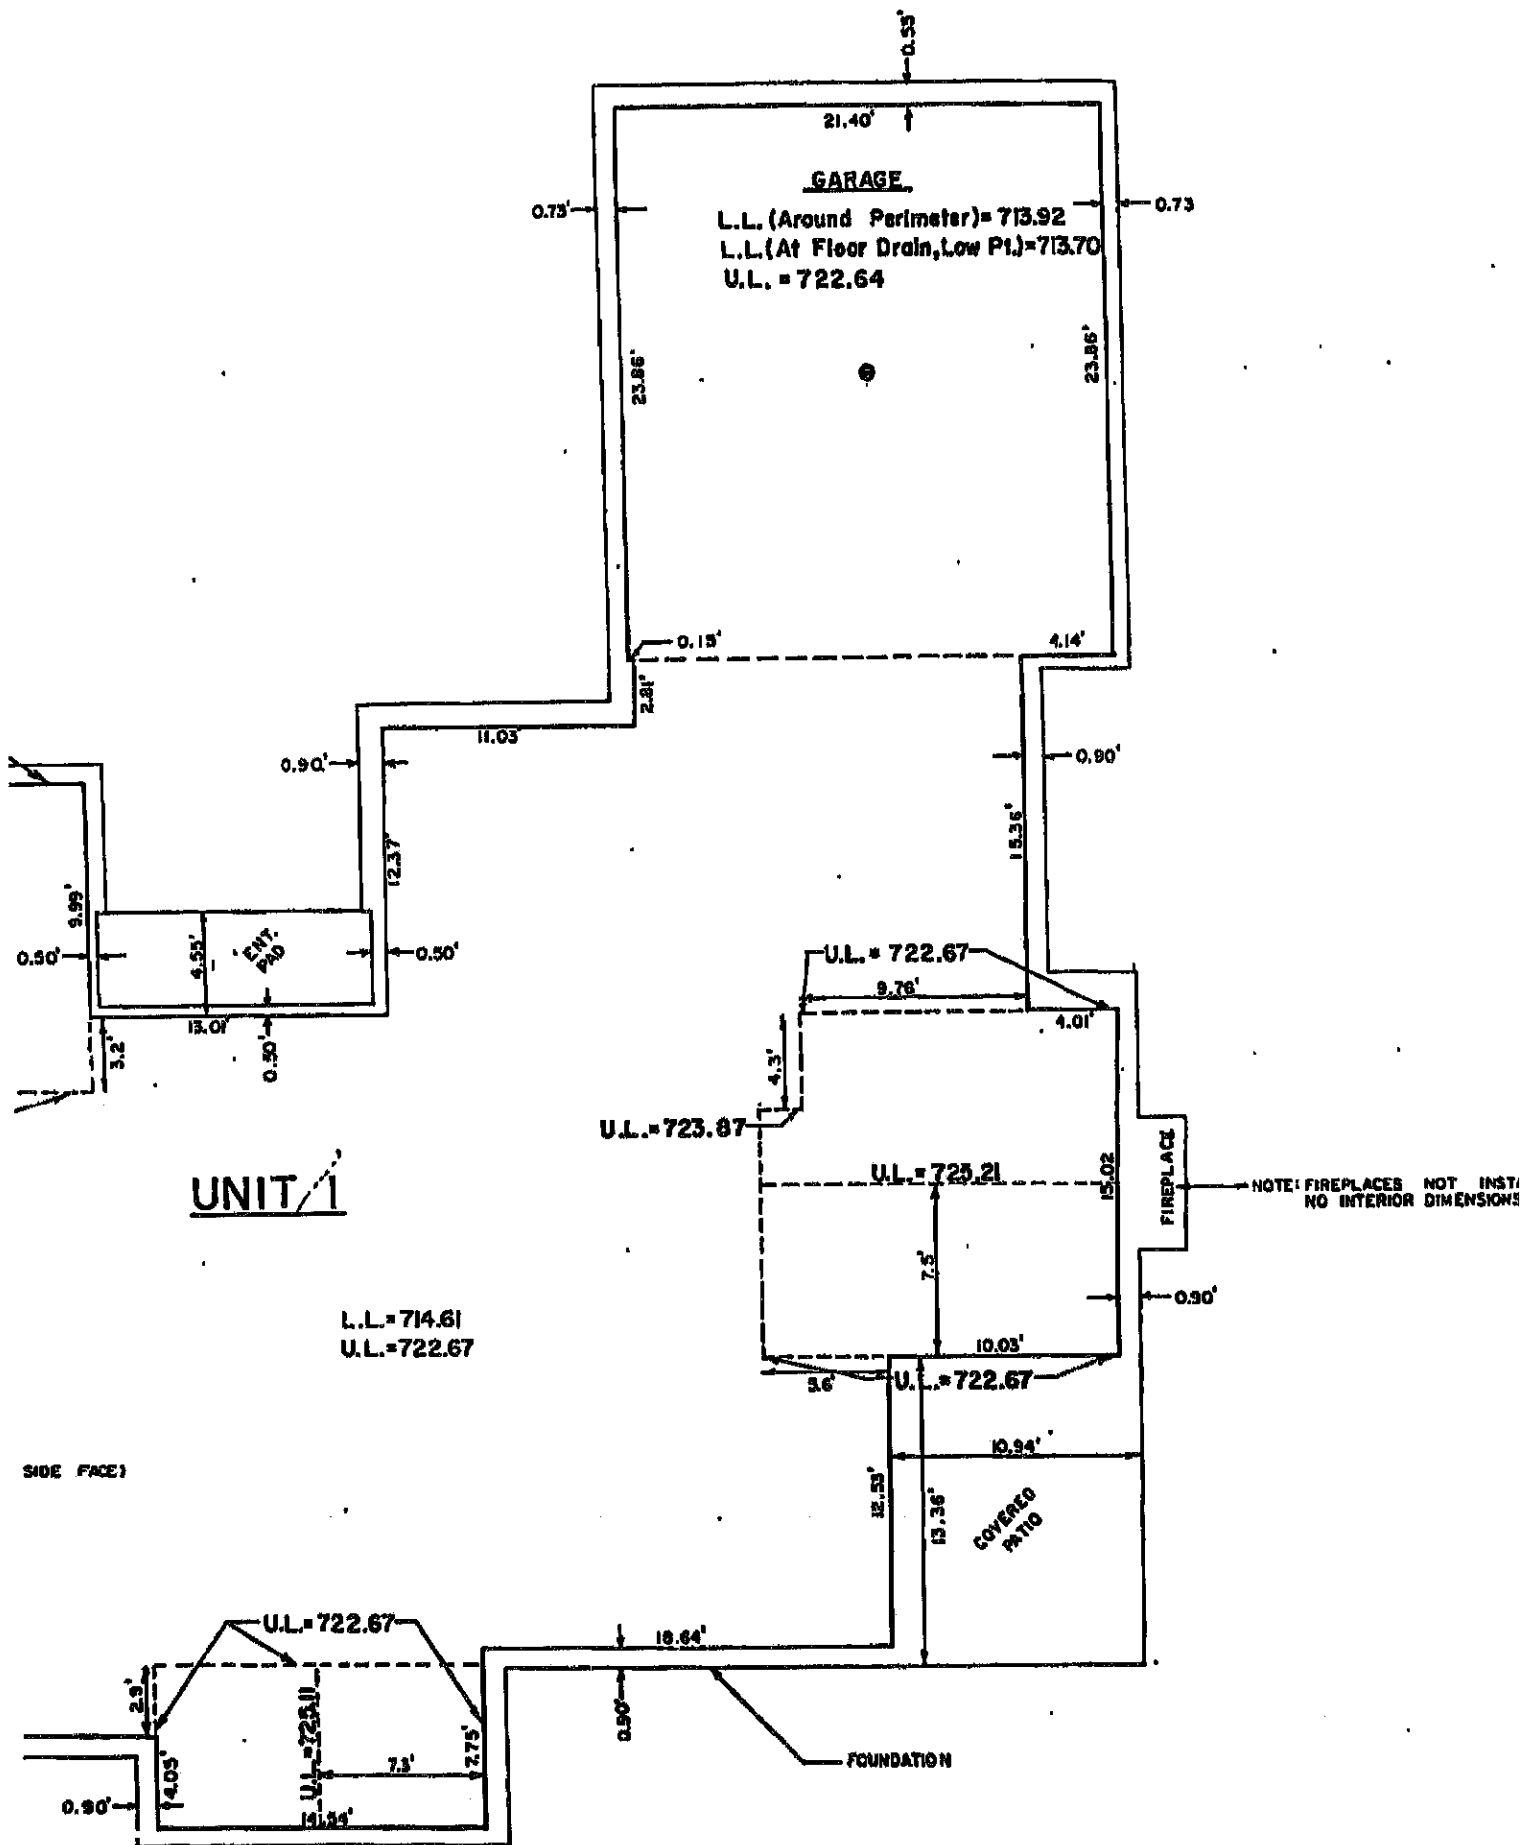 0.55'
21.40'
GARAGE
0.73'
0.73
L.L. (Around Perimeter) = 713.92
L.L. (At Floor Drain, Low Pt.) = 713.70
U.L. = 722.64
23.86'
23.86'
0.15'
4.14'
2.81'
11.03'
0.90'
0.90'
15.36'
12.37'
9.99'
4.55'
ENT.
PAD
0.50'
0.50'
U.L. = 722.67
9.76'
13.01'
4.01'
3.2'
0.50'
4.3'
U.L. = 723.87
UNIT 1
U.L. = 725.21
15.02
FIREPLACE
NOTE: FIREPLACES NOT INST
NO INTERIOR DIMENSIONS
7.5'
0.90'
L.L. = 714.61
U.L. = 722.67
10.03'
5.6'
U.L. = 722.67
10.94'
SIDE FACE)
12.53'
13.36'
COVERED
PATIO
U.L. = 722.67
18.64'
2.9'
0.90'
U.L. = 725.11
7.75'
7.3'
FOUNDATION
4.05'
0.90'
14.54'